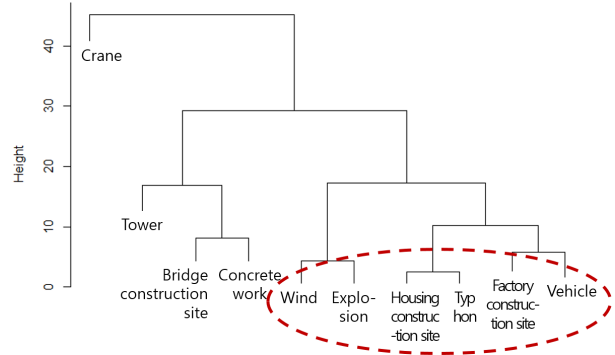 Height
40
30
20
10
0
Crane
Tower
Bridge
construction
site
Concrete
work
Wind
Explo-
sion
Housing
construc
-tion site
Typ
hon
Factory
construc-
tion site
Vehicle